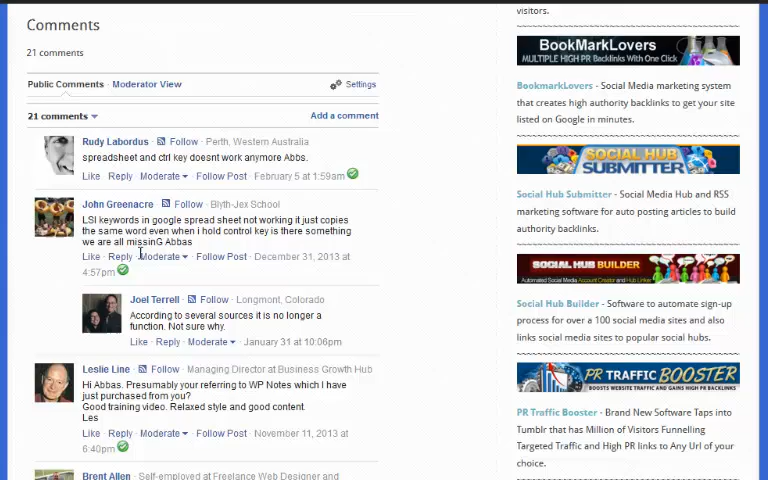 Comments
21 comments
Public Comments · Moderator View
Settings
21 comments
Add a comment
Rudy Labordus · Follow · Perth, Western Australia
spreadsheet and ctrl key doesnt work anymore Abbs.
Like · Reply · Moderate · Follow Post · February 5 at 1:59am
John Greenacre · Follow · Blyth-Jex School
LSI keywords in google spread sheet not working it just copies
the same word even when i hold control key is there something
we are all missinG Abbas
Like · Reply · Moderate · Follow Post · December 31, 2013 at
4:57pm
Joel Terrell · Follow · Longmont, Colorado
According to several sources it is no longer a
function. Not sure why.
Like · Reply · Moderate · January 31 at 10:06pm
Leslie Line · Follow · Managing Director at Business Growth Hub
Hi Abbas. Presumably your referring to WP Notes which I have
just purchased from you?
Good training video. Relaxed style and good content.
Les
Like · Reply · Moderate · Follow Post · November 11, 2013 at
6:40pm
Brent Allen · Self-employed at Freelance Web Designer and
visitors.
~~~~~~~~~~~~~~~~~~~~~~~~~~~~~~~~~~~~~
BookMarkLovers
MULTIPLE HIGH PR Backlinks With One Click
BookmarkLovers - Social Media marketing system
that creates high authority backlinks to get your site
listed on Google in minutes.
~~~~~~~~~~~~~~~~~~~~~~~~~~~~~~~~~~~~~
SOCIAL HUB
SUBMITTER
Social Hub Submitter - Social Media Hub and RSS
marketing software for auto posting articles to build
authority backlinks.
~~~~~~~~~~~~~~~~~~~~~~~~~~~~~~~~~~~~~
SOCIAL HUB BUILDER
Automated Social Media Account Creator and Hub Linker
Social Hub Builder - Software to automate sign-up
process for over a 100 social media sites and also
links social media sites to popular social hubs.
~~~~~~~~~~~~~~~~~~~~~~~~~~~~~~~~~~~~~
PR TRAFFIC BOOSTER
BOOSTS WEBSITE TRAFFIC AND GAINS HIGH PR BACKLINKS
PR Traffic Booster - Brand New Software Taps into
Tumblr that has Million of Visitors Funnelling
Targeted Traffic and High PR links to Any Url of your
choice.
~~~~~~~~~~~~~~~~~~~~~~~~~~~~~~~~~~~~~